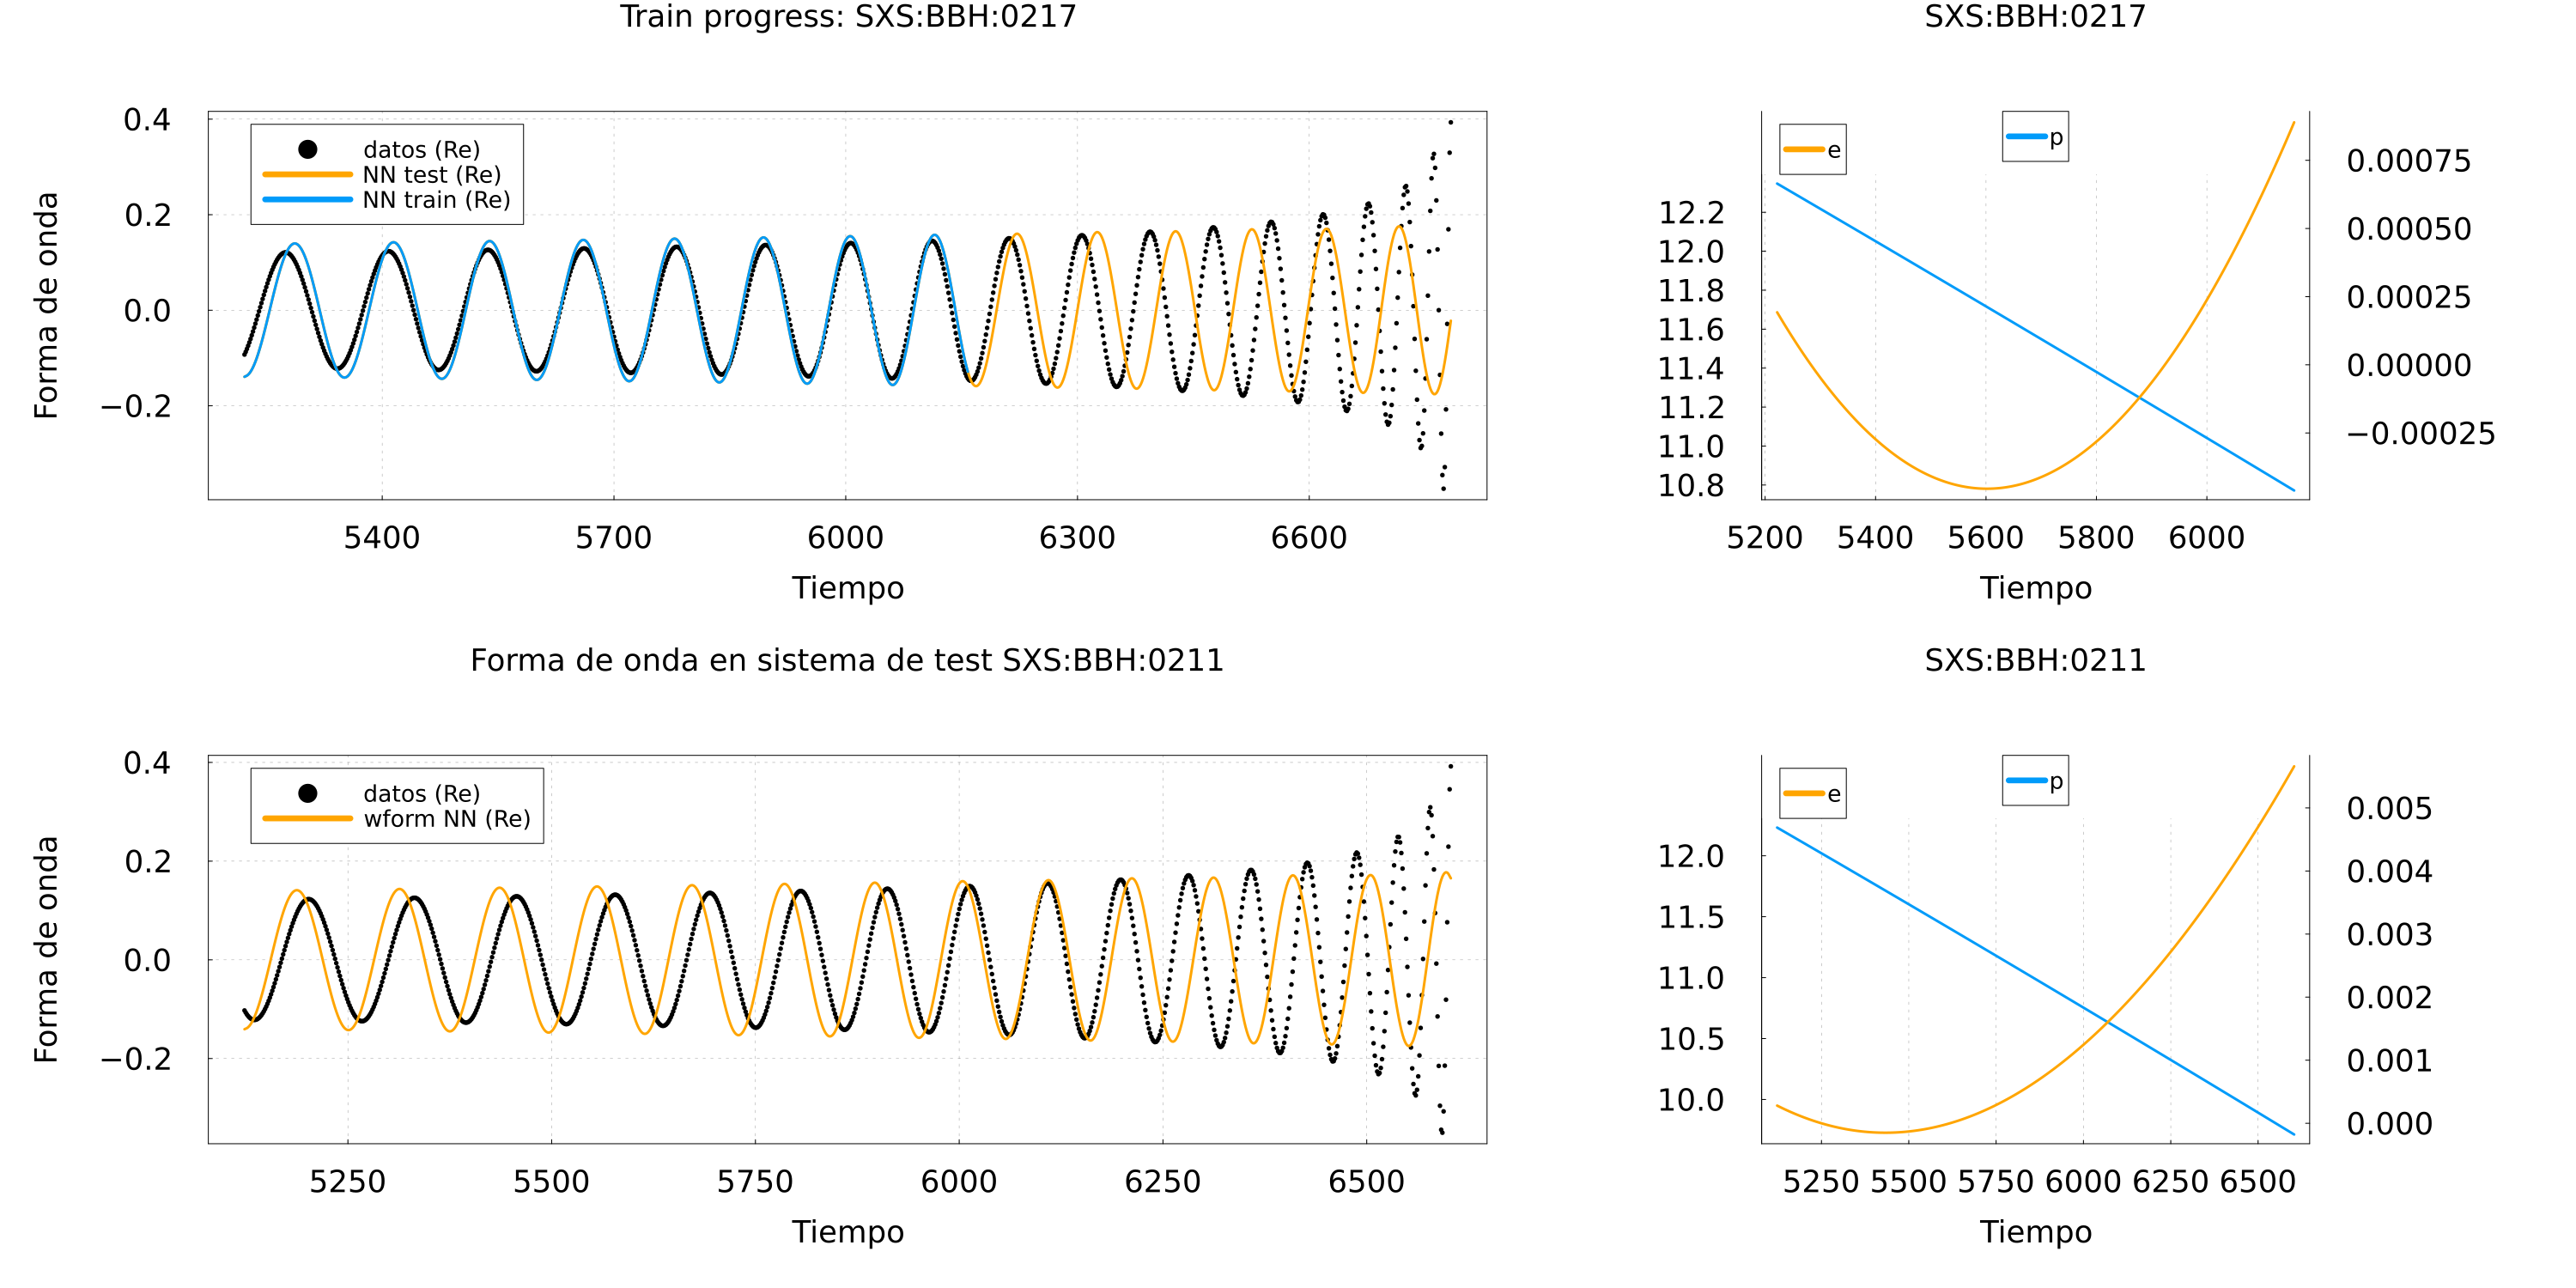 Train progress: SXS:BBH:0217
Forma de onda
0.4
0.2
0.0
−0.2
datos (Re)
NN test (Re)
NN train (Re)
5400 5700 6000 6300 6600
Tiempo
SXS:BBH:0217
e
p
12.2
12.0
11.8
11.6
11.4
11.2
11.0
10.8
0.00075
0.00050
0.00025
0.00000
−0.00025
5200 5400 5600 5800 6000
Tiempo
Forma de onda en sistema de test SXS:BBH:0211
Forma de onda
0.4
0.2
0.0
−0.2
datos (Re)
wform NN (Re)
5250 5500 5750 6000 6250 6500
Tiempo
SXS:BBH:0211
e
p
12.0
11.5
11.0
10.5
10.0
0.005
0.004
0.003
0.002
0.001
0.000
5250 5500 5750 6000 6250 6500
Tiempo